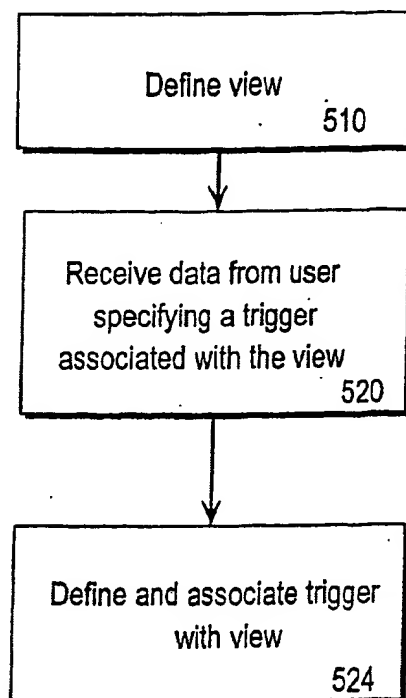 Define view
510
Receive data from user
specifying a trigger
associated with the view
520
Define and associate trigger
with view
524